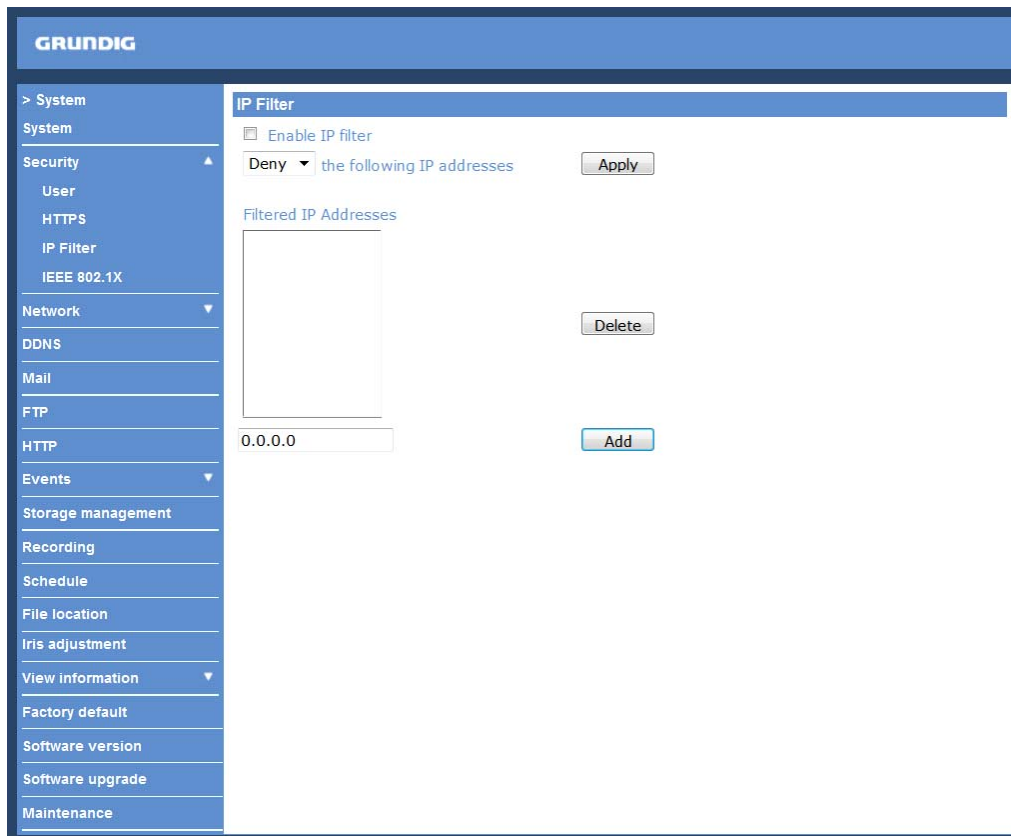 GRUNDIG
> System
System
Security
User
HTTPS
IP Filter
IEEE 802.1X
Network
DDNS
Mail
FTP
HTTP
Events
Storage management
Recording
Schedule
File location
Iris adjustment
View information
Factory default
Software version
Software upgrade
Maintenance
IP Filter
Enable IP filter
Deny the following IP addresses Apply
Filtered IP Addresses
Delete
0.0.0.0 Add